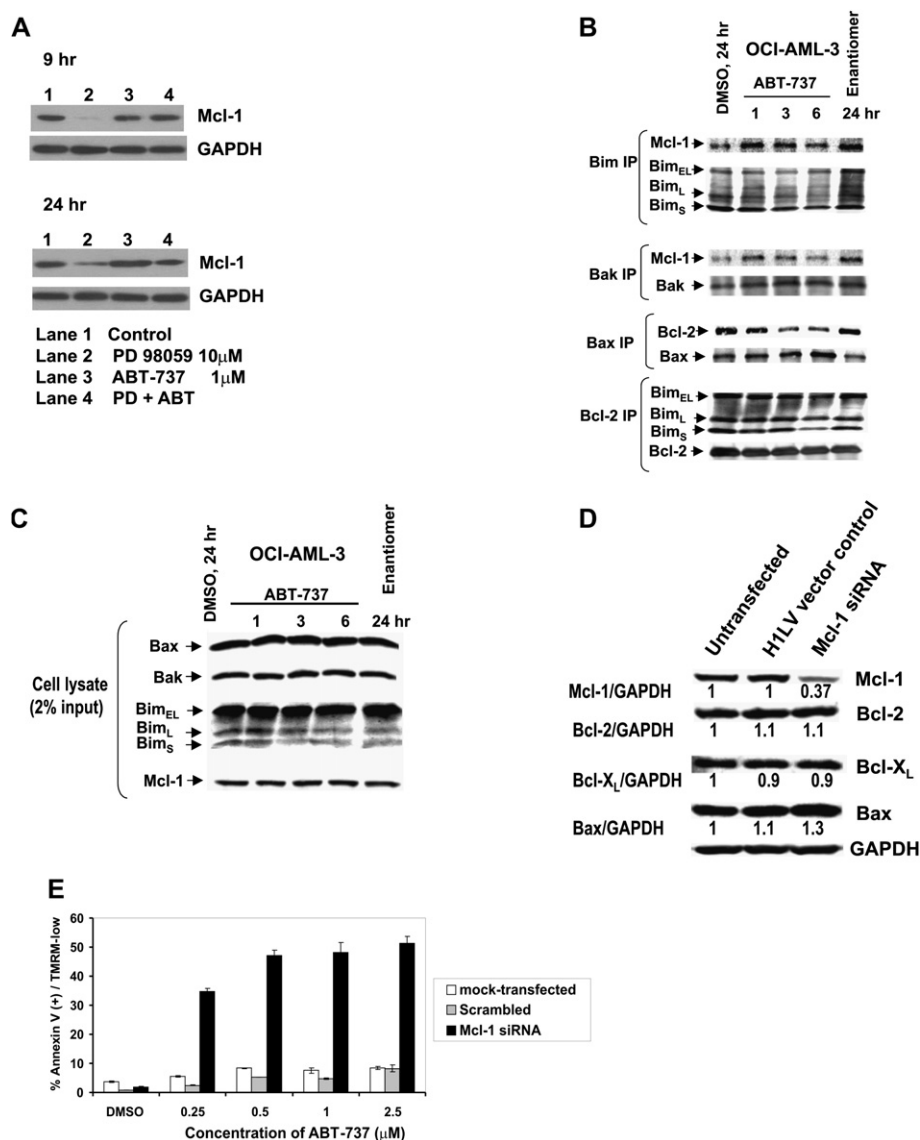 A
9 hr
1 2 3 4
Mcl-1
GAPDH
24 hr
1 2 3 4
Mcl-1
GAPDH
Lane 1 Control
Lane 2 PD 98059 10μM
Lane 3 ABT-737 1μM
Lane 4 PD + ABT
B
DMSO, 24 hr
OCI-AML-3
Enantiomer
ABT-737
1 3 6 24 hr
Bim IP
Mcl-1
BimEL
BimL
BimS
Bak IP
Mcl-1
Bak
Bax IP
Bcl-2
Bax
Bcl-2 IP
BimEL
BimL
BimS
Bcl-2
C
DMSO, 24 hr
OCI-AML-3
Enantiomer
ABT-737
1 3 6 24 hr
Cell lysate
(2% input)
Bax
Bak
BimEL
BimL
BimS
Mcl-1
D
Untransfected
H1LV vector control
Mcl-1 siRNA
Mcl-1
Mcl-1/GAPDH 1 1 0.37
Bcl-2
Bcl-2/GAPDH 1 1.1 1.1
Bcl-XL
Bcl-XL/GAPDH 1 0.9 0.9
Bax
Bax/GAPDH 1 1.1 1.3
GAPDH
E
% Annexin V (+) / TMRM-low
60
50
40
30
20
10
0
DMSO 0.25 0.5 1 2.5
Concentration of ABT-737 (μM)
mock-transfected
Scrambled
Mcl-1 siRNA